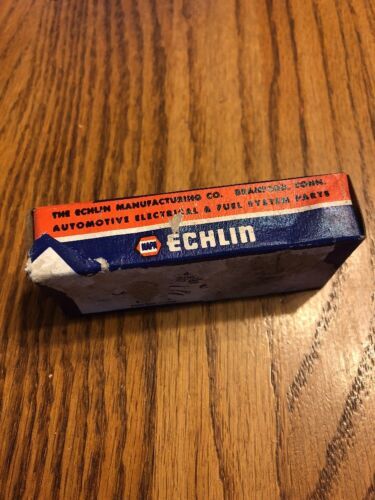 THE ECHLIN MANUFACTURING CO. BRANFORD, CONN.
AUTOMOTIVE ELECTRICAL & FUEL SYSTEM PARTS
NAPA ECHLIN